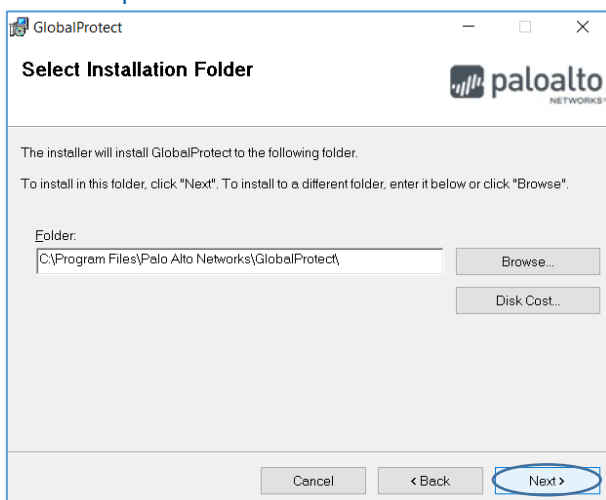 GlobalProtect
Select Installation Folder
paloalto
NETWORKS
The installer will install GlobalProtect to the following folder.
To install in this folder, click "Next". To install to a different folder, enter it below or click "Browse".
Folder:
C:\Program Files\Palo Alto Networks\GlobalProtect\
Browse...
Disk Cost...
Cancel
< Back
Next >